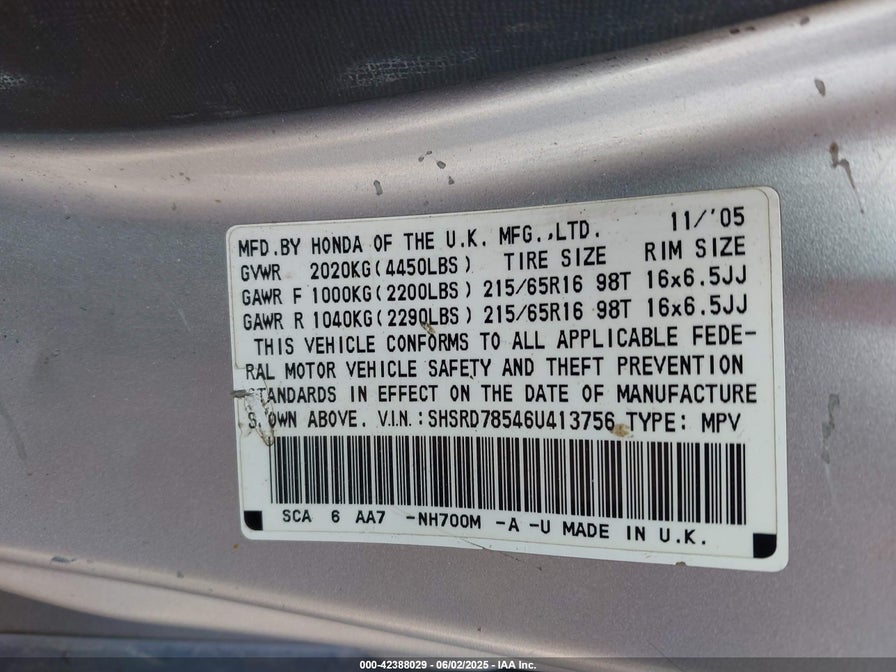 11/'05
MFD.BY HONDA OF THE U.K. MFG.,LTD.
GVWR 2020KG(4450LBS) TIRE SIZE RIM SIZE
GAWR F 1000KG(2200LBS) 215/65R16 98T 16x6.5JJ
GAWR R 1040KG(2290LBS) 215/65R16 98T 16x6.5JJ
THIS VEHICLE CONFORMS TO ALL APPLICABLE FEDE-
RAL MOTOR VEHICLE SAFETY AND THEFT PREVENTION
STANDARDS IN EFFECT ON THE DATE OF MANUFACTURE
SHOWN ABOVE. V.I.N.:SHSRD78546U413756 TYPE: MPV
SCA 6 AA7 -NH700M -A -U MADE IN U.K.
000-42388029 - 06/02/2025 - IAA Inc.